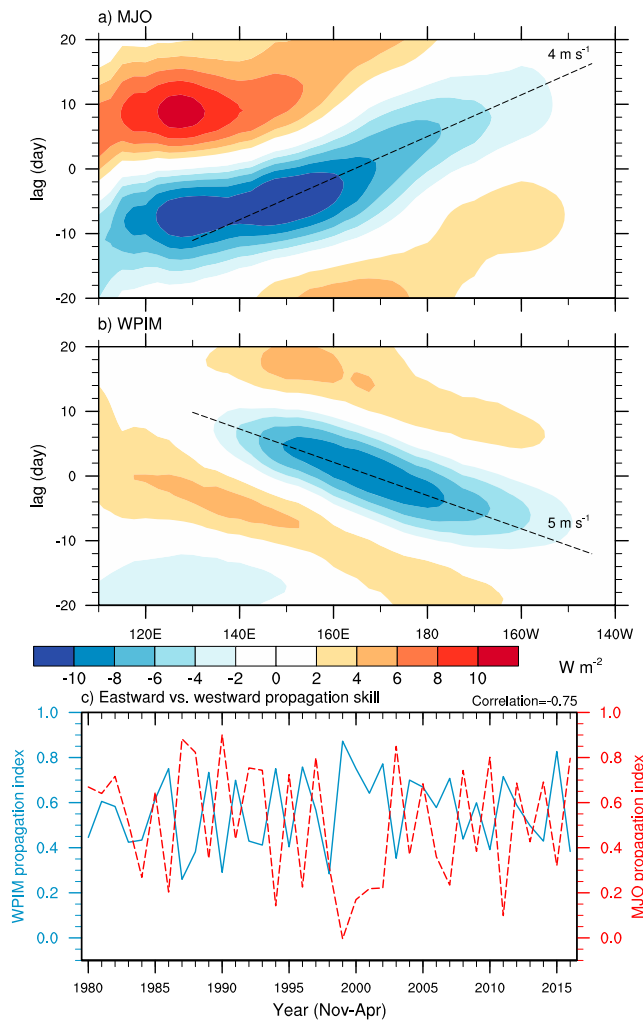 a) MJO
20
10
0
-10
-20
lag (day)
4 m s⁻¹
b) WPIM
20
10
0
-10
-20
lag (day)
5 m s⁻¹
120E 140E 160E 180 160W 140W
-10 -8 -6 -4 -2 0 2 4 6 8 10
W m⁻²
c) Eastward vs. westward propagation skill
Correlation=-0.75
1.0
0.8
0.6
0.4
0.2
0.0
WPIM propagation index
1.0
0.8
0.6
0.4
0.2
0.0
MJO propagation index
1980 1985 1990 1995 2000 2005 2010 2015
Year (Nov-Apr)